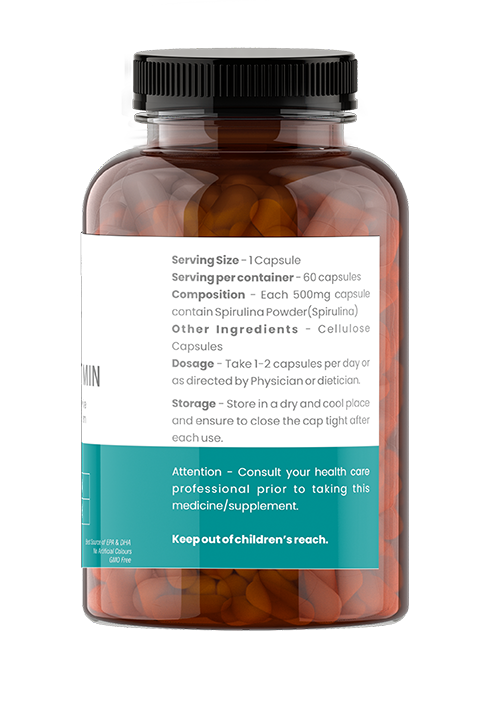 Serving Size - 1 Capsule
Serving per container - 60 capsules
Composition - Each 500mg capsule
contain Spirulina Powder(Spirulina)
Other Ingredients - Cellulose
Capsules
Dosage - Take 1-2 capsules per day or
as directed by Physician or dietician.
Storage - Store in a dry and cool place
and ensure to close the cap tight after
each use.
Attention - Consult your health care
professional prior to taking this
medicine/supplement.
Keep out of children's reach.
MIN
Source of EPA & DHA
No Artificial Colours
GMO Free